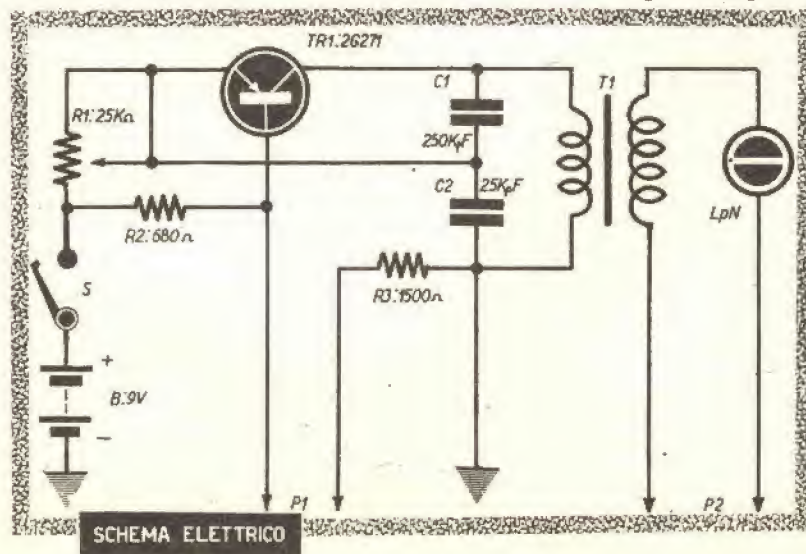 TR1:2G271
R1:25KΩ
C1
T1
250KpF
C2
25KpF
R2:680Ω
LpN
S
R3:1500Ω
+
B:9V
−
P1
P2
SCHEMA ELETTRICO